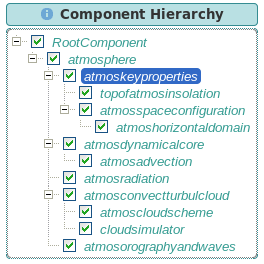 Component Hierarchy
RootComponent
atmosphere
atmoskeyproperties
topofatmosinsolation
atmosspaceconfiguration
atmoshorizontaldomain
atmosdynamicalcore
atmosadvection
atmosradiation
atmosconvectturbulcloud
atmoscloudscheme
cloudsimulator
atmosorographyandwaves